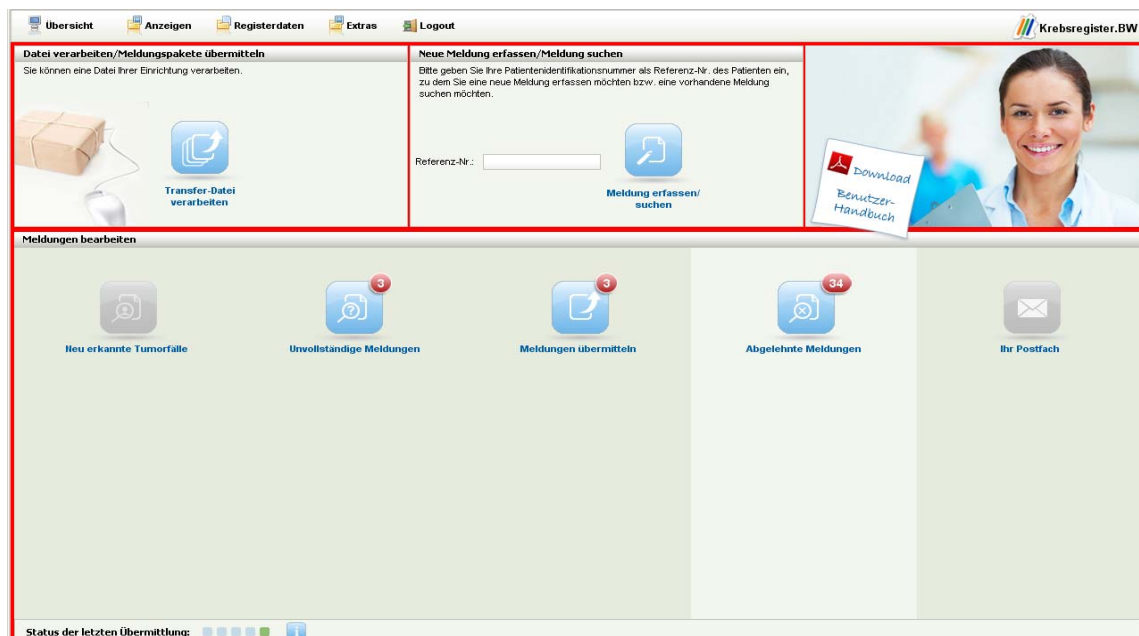 Übersicht Anzeigen Registerdaten Extras Logout Krebsregister.BW
Datei verarbeiten/Meldungspakete übermitteln
Sie können eine Datei Ihrer Einrichtung verarbeiten.
Transfer-Datei
verarbeiten
Neue Meldung erfassen/Meldung suchen
Bitte geben Sie Ihre Patientenidentifikationsnummer als Referenz-Nr. des Patienten ein,
zu dem Sie eine neue Meldung erfassen möchten bzw. eine vorhandene Meldung
suchen möchten.
Referenz-Nr.:
Meldung erfassen/
suchen
Download
Benutzer-
Handbuch
Meldungen bearbeiten
3 3 34
Neu erkannte Tumorfälle Unvollständige Meldungen Meldungen übermitteln Abgelehnte Meldungen Ihr Postfach
Status der letzten Übermittlung: